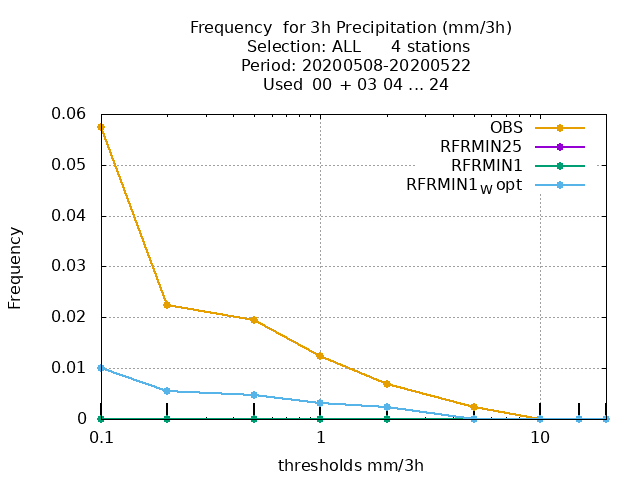 Frequency  for 3h Precipitation (mm/3h)
Selection: ALL      4 stations
Period: 20200508-20200522
Used  00 + 03 04 ... 24
OBS
RFRMIN25
RFRMIN1
RFRMIN1W opt
0.06
0.05
0.04
0.03
0.02
0.01
0
Frequency
0.1
1
10
thresholds mm/3h